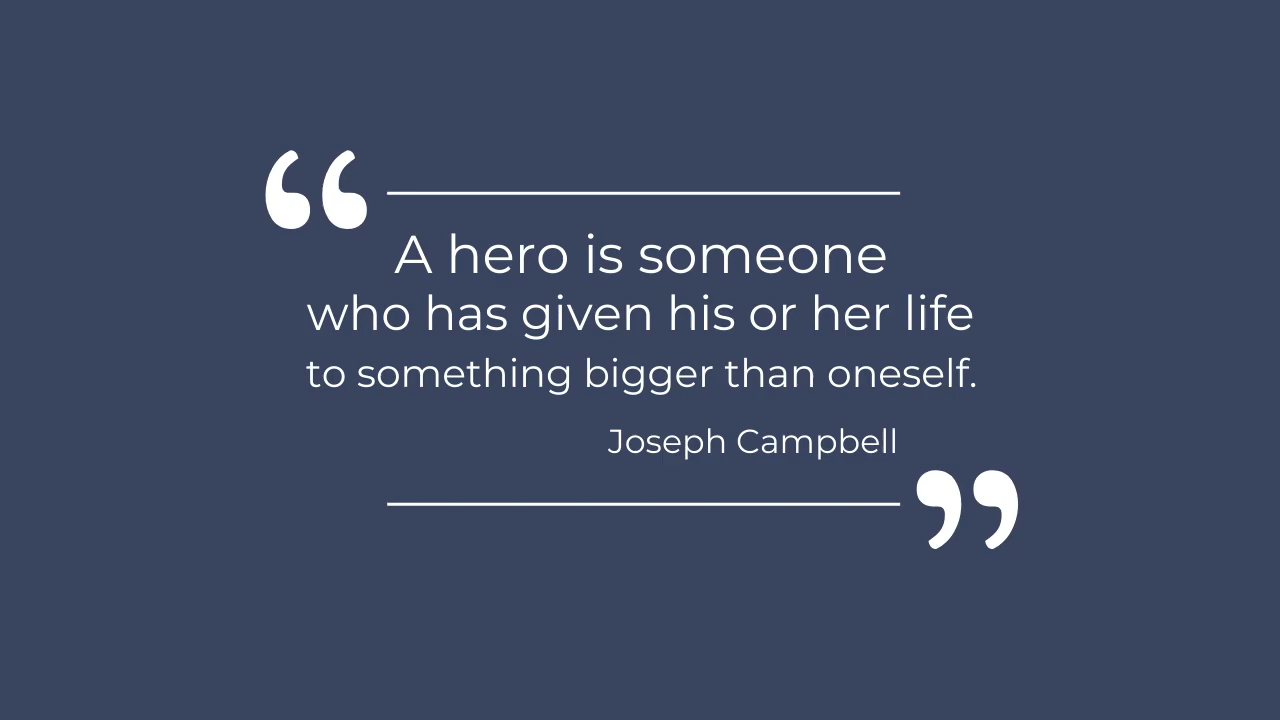 “
A hero is someone
who has given his or her life
to something bigger than oneself.
Joseph Campbell
”